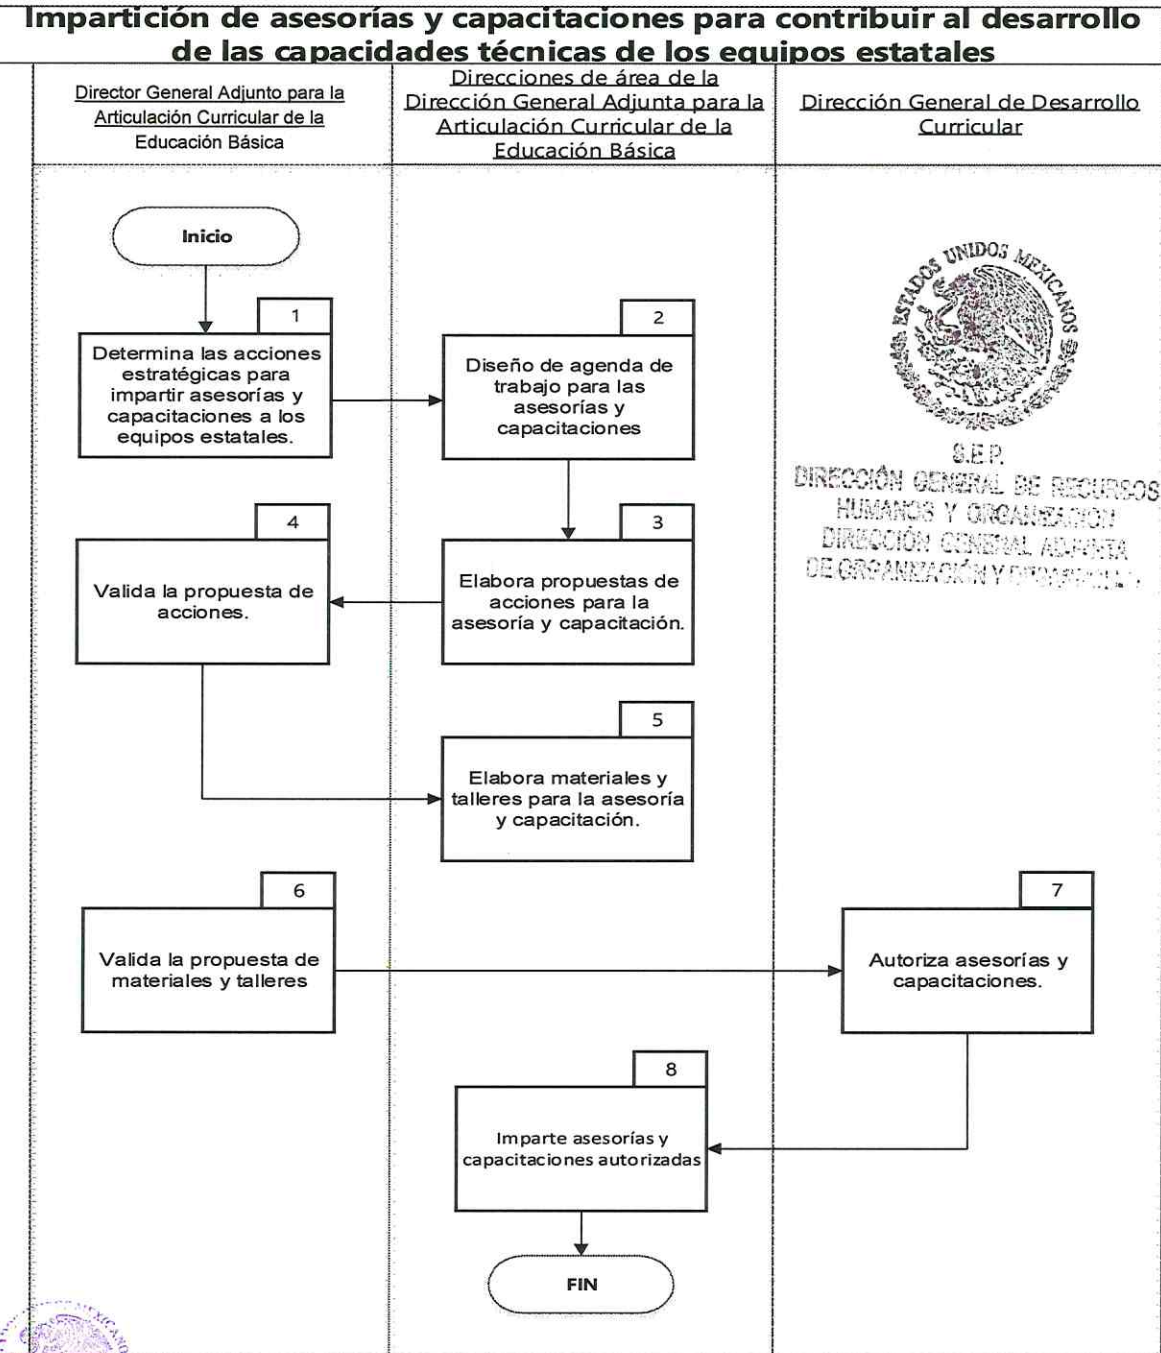 Impartición de asesorías y capacitaciones para contribuir al desarrollo
de las capacidades técnicas de los equipos estatales
Director General Adjunto para la
Articulación Curricular de la
Educación Básica
Direcciones de área de la
Dirección General Adjunta para la
Articulación Curricular de la
Educación Básica
Dirección General de Desarrollo
Curricular
Inicio
1
Determina las acciones
estratégicas para
impartir asesorías y
capacitaciones a los
equipos estatales.
2
Diseño de agenda de
trabajo para las
asesorías y
capacitaciones
ESTADOS UNIDOS MEXICANOS
S.E.P.
DIRECCIÓN GENERAL DE RECURSOS
HUMANOS Y ORGANIZACIÓN
DIRECCIÓN GENERAL ADJUNTA
DE ORGANIZACIÓN Y
4
Valida la propuesta de
acciones.
3
Elabora propuestas de
acciones para la
asesoría y capacitación.
5
Elabora materiales y
talleres para la asesoría
y capacitación.
6
Valida la propuesta de
materiales y talleres
7
Autoriza asesorías y
capacitaciones.
8
Imparte asesorías y
capacitaciones autorizadas
FIN